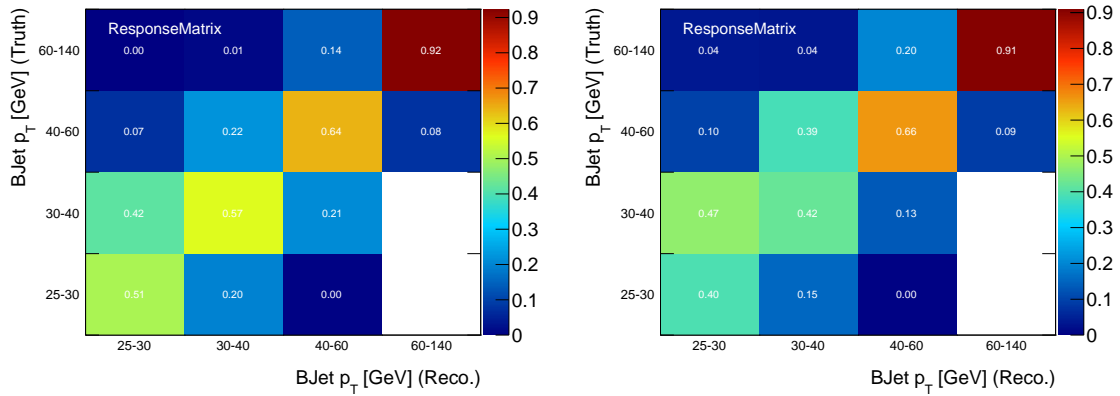 ResponseMatrix
BJet p_T [GeV] (Truth)
60-140
40-60
30-40
25-30
0.00 0.01 0.14 0.92
0.07 0.22 0.64 0.08
0.42 0.57 0.21
0.51 0.20 0.00
25-30 30-40 40-60 60-140
BJet p_T [GeV] (Reco.)
0.9
0.8
0.7
0.6
0.5
0.4
0.3
0.2
0.1
0
ResponseMatrix
BJet p_T [GeV] (Truth)
60-140
40-60
30-40
25-30
0.04 0.04 0.20 0.91
0.10 0.39 0.66 0.09
0.47 0.42 0.13
0.40 0.15 0.00
25-30 30-40 40-60 60-140
BJet p_T [GeV] (Reco.)
0.9
0.8
0.7
0.6
0.5
0.4
0.3
0.2
0.1
0